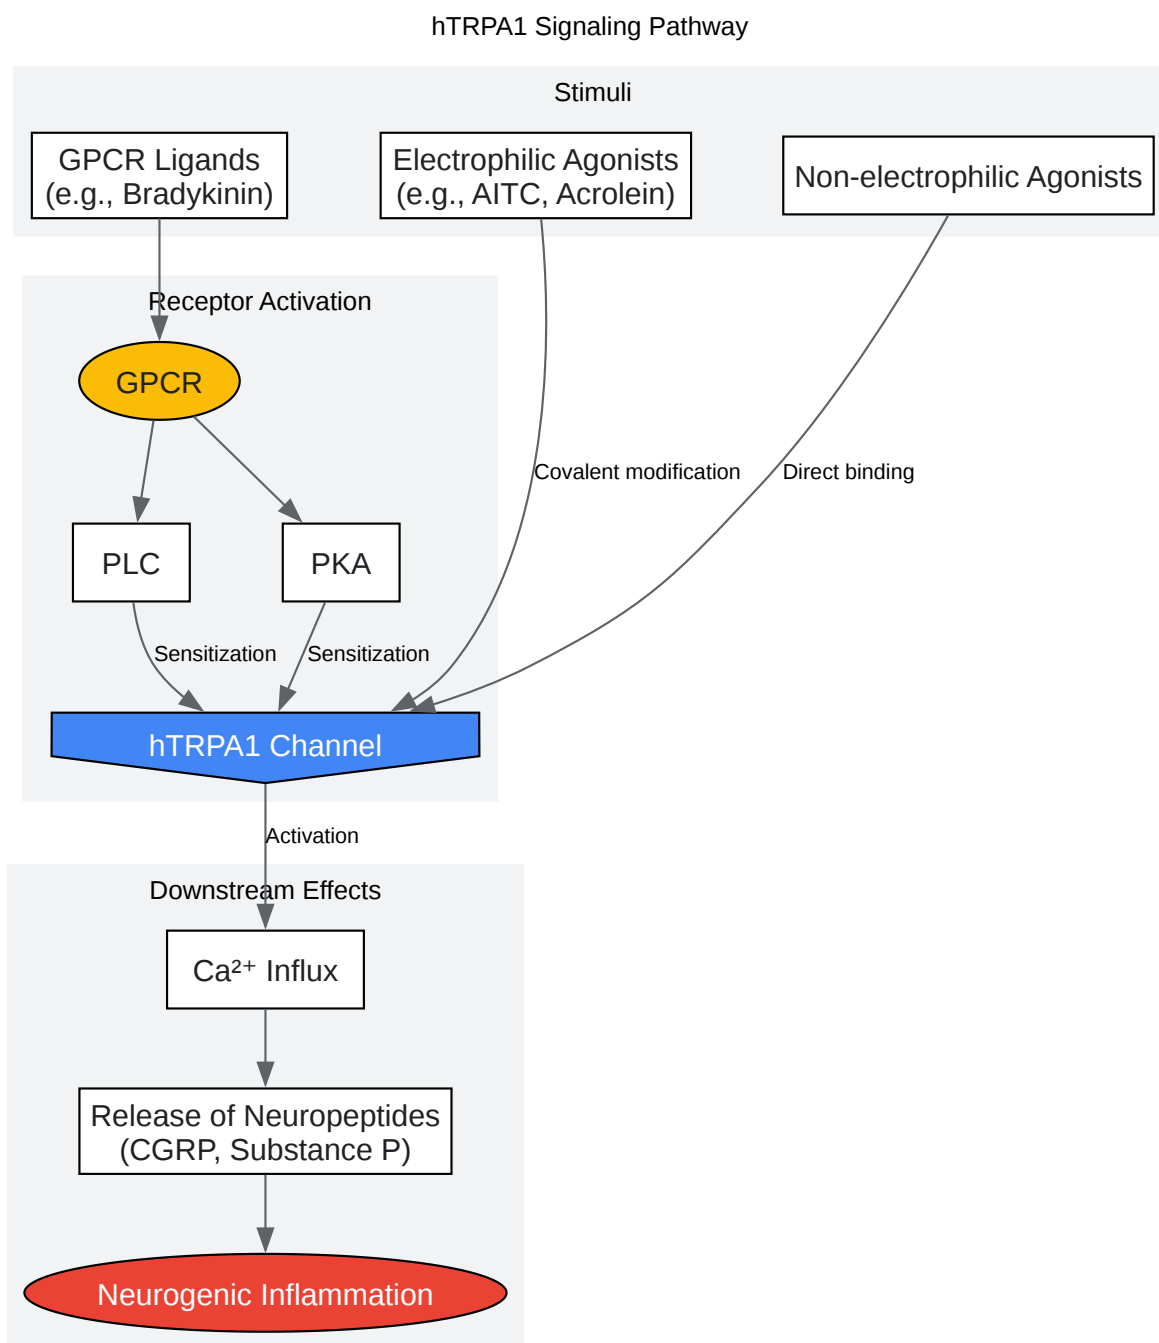 hTRPA1 Signaling Pathway
Stimuli
GPCR Ligands
(e.g., Bradykinin)
Electrophilic Agonists
(e.g., AITC, Acrolein)
Non-electrophilic Agonists
Receptor Activation
GPCR
Covalent modification
Direct binding
PLC
PKA
Sensitization
Sensitization
hTRPA1 Channel
Activation
Downstream Effects
Ca²⁺ Influx
Release of Neuropeptides
(CGRP, Substance P)
Neurogenic Inflammation